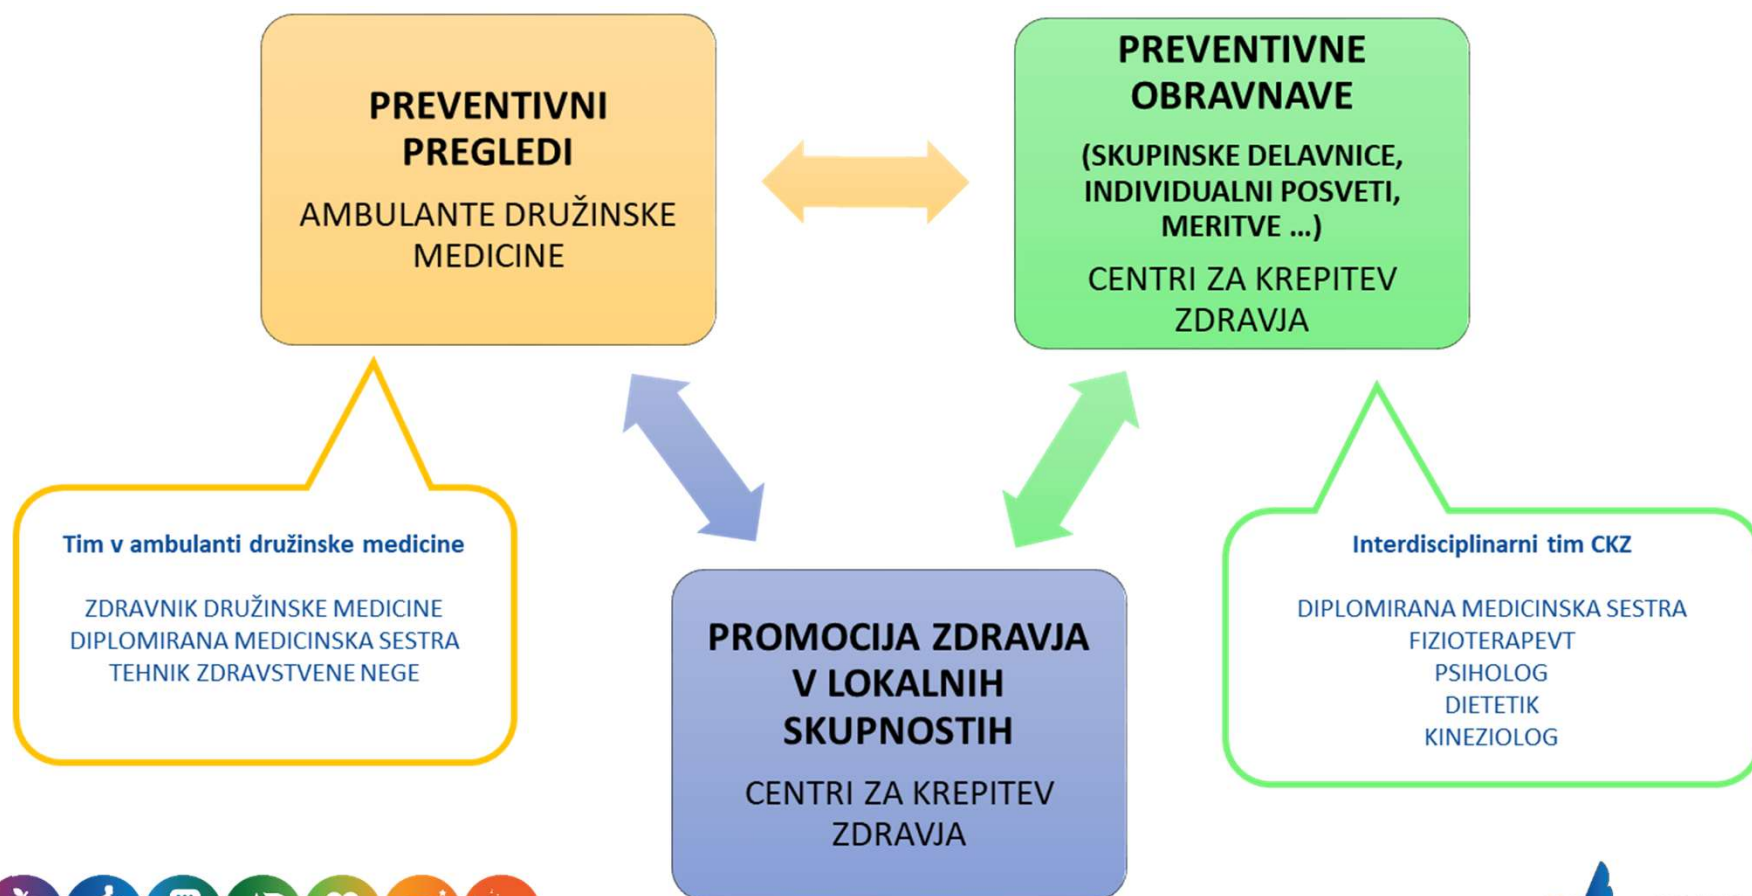 PREVENTIVNI
PREGLEDI
AMBULANTE DRUŽINSKE
MEDICINE
PREVENTIVNE
OBRAVNAVE
(SKUPINSKE DELAVNICE,
INDIVIDUALNI POSVETI,
MERITVE ...)
CENTRI ZA KREPITEV
ZDRAVJA
Tim v ambulanti družinske medicine
ZDRAVNIK DRUŽINSKE MEDICINE
DIPLOMIRANA MEDICINSKA SESTRA
TEHNIK ZDRAVSTVENE NEGE
Interdisciplinarni tim CKZ
DIPLOMIRANA MEDICINSKA SESTRA
FIZIOTERAPEVT
PSIHOLOG
DIETETIK
KINEZIOLOG
PROMOCIJA ZDRAVJA
V LOKALNIH
SKUPNOSTIH
CENTRI ZA KREPITEV
ZDRAVJA